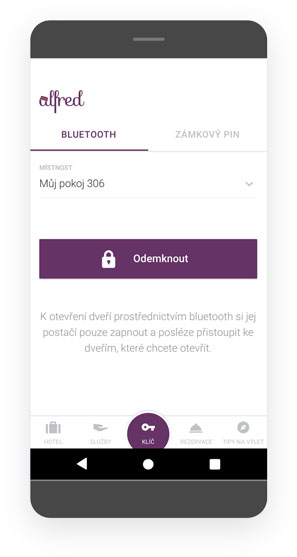 alfred
BLUETOOTH
ZÁMKOVÝ PIN
MÍSTNOST
Můj pokoj 306
Odemknout
K otevření dveří prostřednictvím bluetooth si jej
postačí pouze zapnout a posléze přistoupit ke
dveřím, které chcete otevřít.
HOTEL
SLUŽBY
KLÍČ
REZERVACE
TIPY NA VÝLET